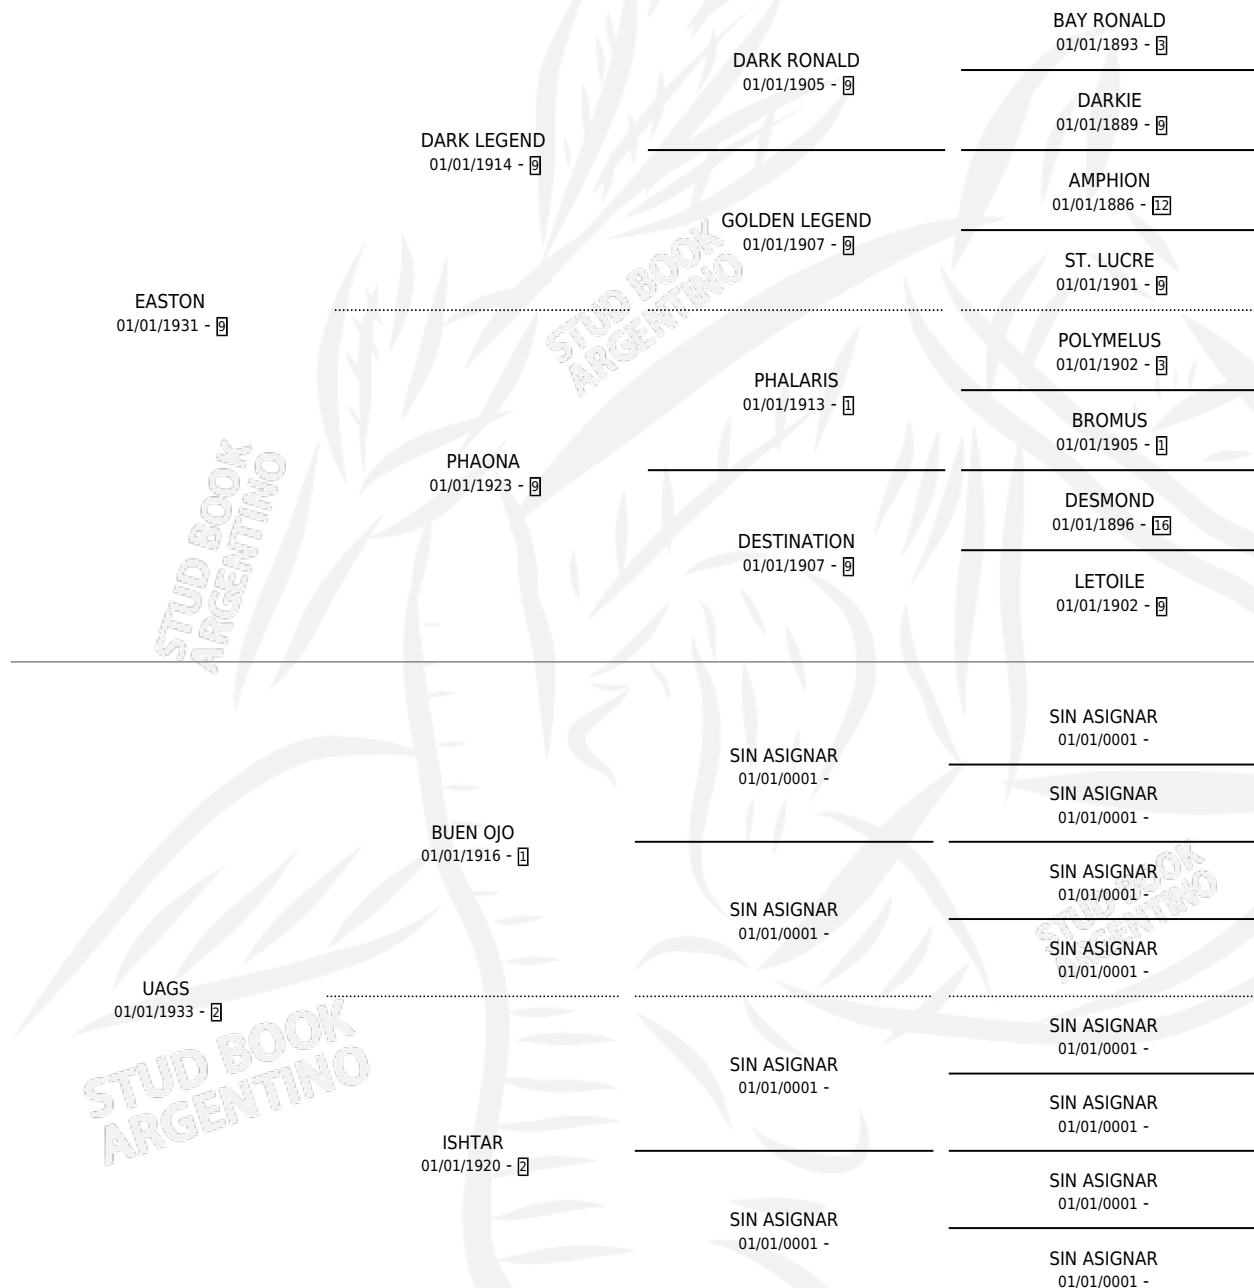 BAY RONALD
01/01/1893 - 3
DARK RONALD
01/01/1905 - 9
DARKIE
01/01/1889 - 9
DARK LEGEND
01/01/1914 - 9
AMPHION
01/01/1886 - 12
GOLDEN LEGEND
01/01/1907 - 9
ST. LUCRE
01/01/1901 - 9
EASTON
01/01/1931 - 9
POLYMELUS
01/01/1902 - 3
PHALARIS
01/01/1913 - 1
BROMUS
01/01/1905 - 1
PHAONA
01/01/1923 - 9
DESMOND
01/01/1896 - 16
DESTINATION
01/01/1907 - 9
LETOILE
01/01/1902 - 9
SIN ASIGNAR
01/01/0001 -
SIN ASIGNAR
01/01/0001 -
SIN ASIGNAR
01/01/0001 -
BUEN OJO
01/01/1916 - 1
SIN ASIGNAR
01/01/0001 -
SIN ASIGNAR
01/01/0001 -
SIN ASIGNAR
01/01/0001 -
UAGS
01/01/1933 - 2
SIN ASIGNAR
01/01/0001 -
SIN ASIGNAR
01/01/0001 -
SIN ASIGNAR
01/01/0001 -
ISHTAR
01/01/1920 - 2
SIN ASIGNAR
01/01/0001 -
SIN ASIGNAR
01/01/0001 -
SIN ASIGNAR
01/01/0001 -
STUD BOOK
ARGENTINO
STUD BOOK
ARGENTINO
STUD BOOK
ARGENTINO
STUD BOOK
ARGENTINO